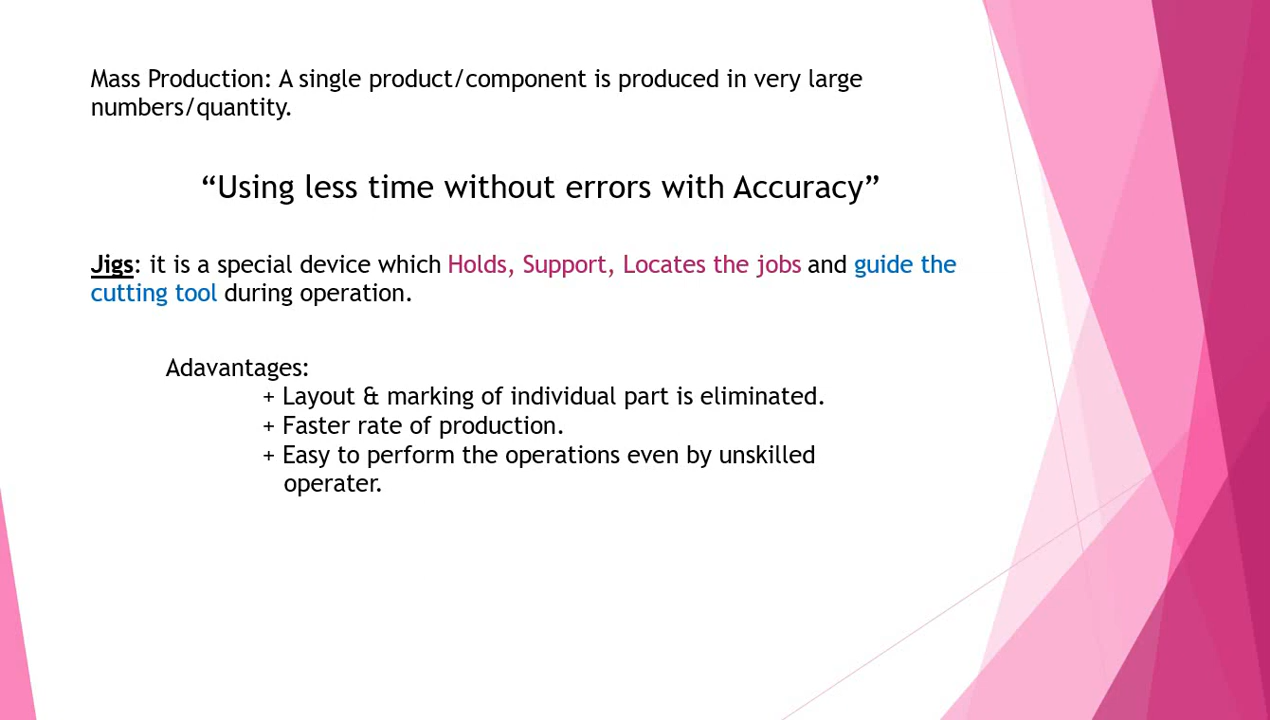 Mass Production: A single product/component is produced in very large
numbers/quantity.
“Using less time without errors with Accuracy”
Jigs: it is a special device which Holds, Support, Locates the jobs and guide the
cutting tool during operation.
Adavantages:
+ Layout & marking of individual part is eliminated.
+ Faster rate of production.
+ Easy to perform the operations even by unskilled
operater.